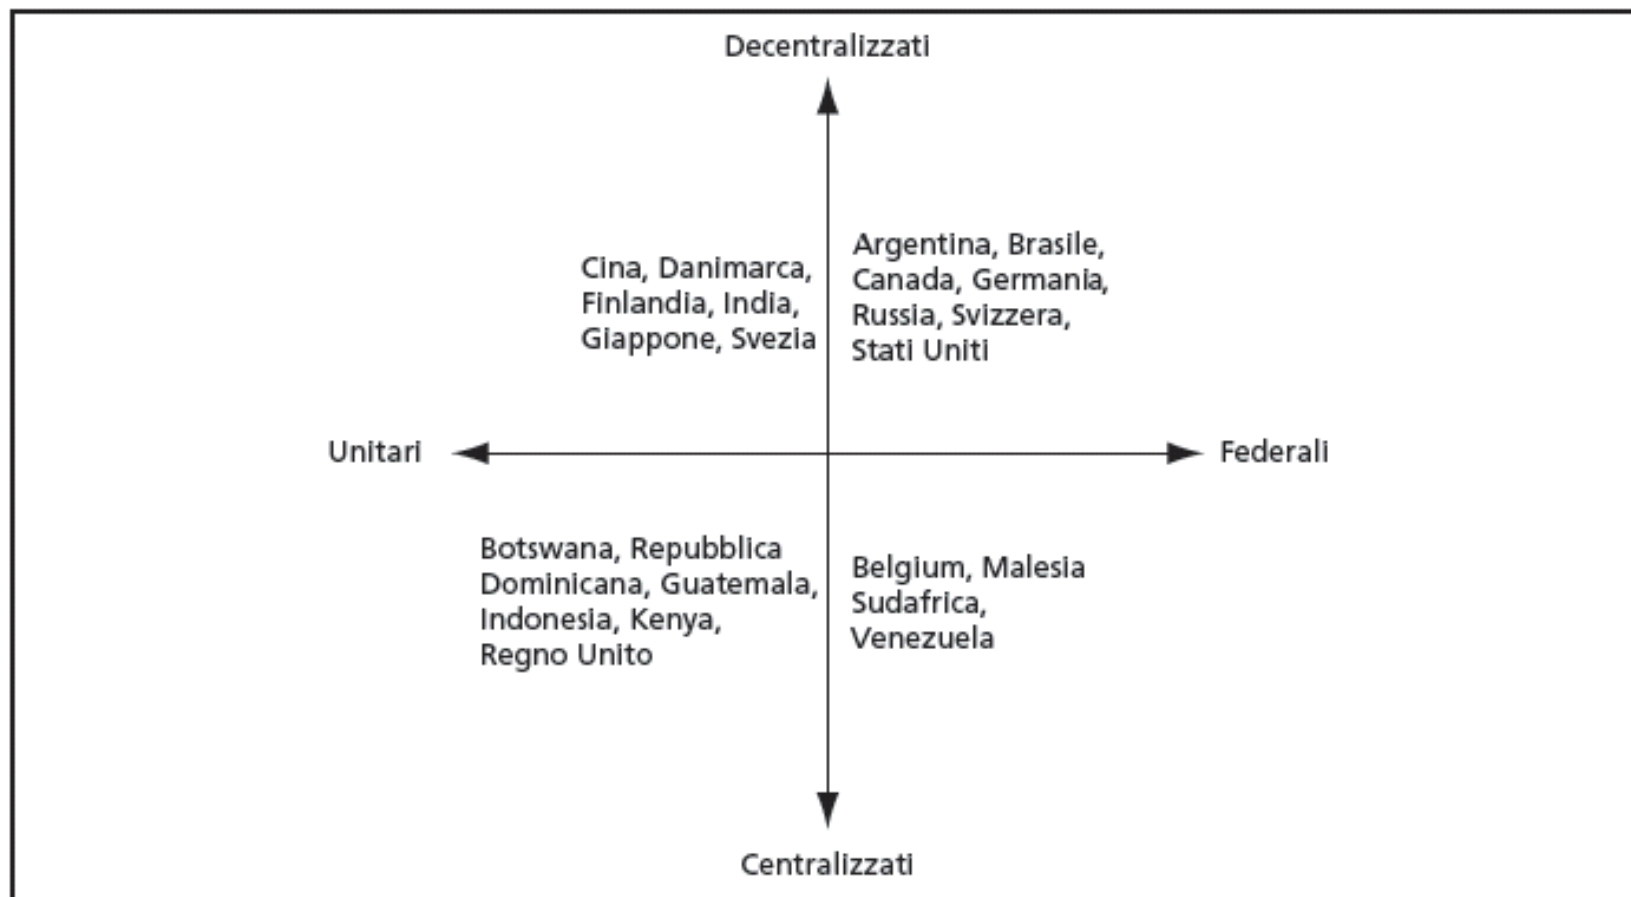 Decentralizzati
Cina, Danimarca,
Finlandia, India,
Giappone, Svezia
Argentina, Brasile,
Canada, Germania,
Russia, Svizzera,
Stati Uniti
Unitari
Federali
Botswana, Repubblica
Dominicana, Guatemala,
Indonesia, Kenya,
Regno Unito
Belgium, Malesia
Sudafrica,
Venezuela
Centralizzati